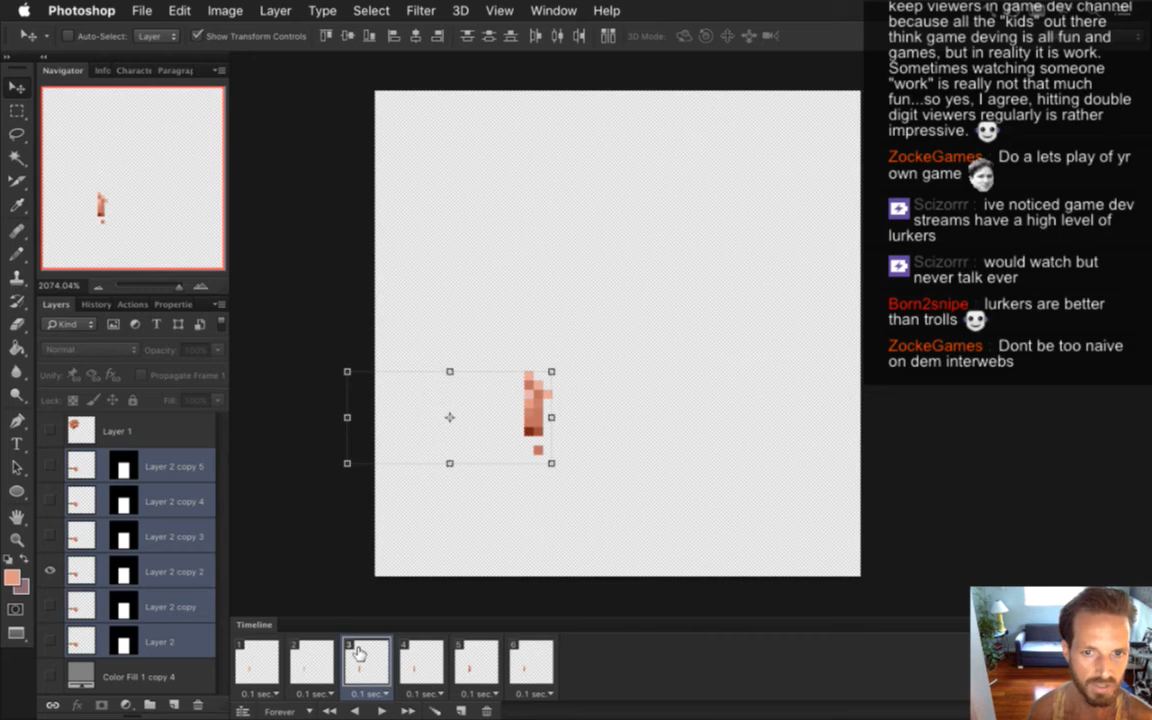 Photoshop File Edit Image Layer Type Select Filter 3D View Window Help
Auto-Select: Layer Show Transform Controls 3D Mode:
Navigator Info Characte Paragraj
2074.04%
Layers History Actions Propertie
Kind
Normal Opacity: 100%
Unify: Propagate Frame 1
Lock: Fill: 100%
Layer 1
Layer 2 copy 5
Layer 2 copy 4
Layer 2 copy 3
Layer 2 copy 2
Layer 2 copy
Layer 2
Color Fill 1 copy 4
Timeline
1 2 3 4 5 6
0.1 sec. 0.1 sec. 0.1 sec. 0.1 sec. 0.1 sec. 0.1 sec.
Forever
keep viewers in game dev channel
because all the "kids" out there
think game deving is all fun and
games, but in reality it is work.
Sometimes watching someone
"work" is really not that much
fun...so yes, I agree, hitting double
digit viewers regularly is rather
impressive.
ZockeGames : Do a lets play of yr
own game
Scizorrr : ive noticed game dev
streams have a high level of
lurkers
Scizorrr : would watch but
never talk ever
Born2snipe : lurkers are better
than trolls
ZockeGames : Dont be too naive
on dem interwebs